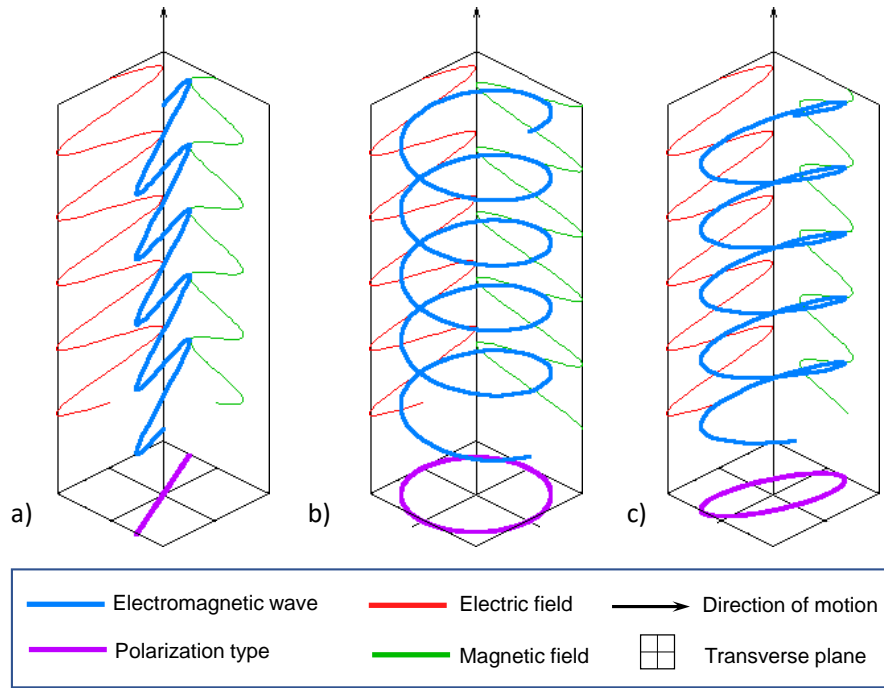 a)
b)
c)
Electromagnetic wave
Electric field
Direction of motion
Polarization type
Magnetic field
Transverse plane